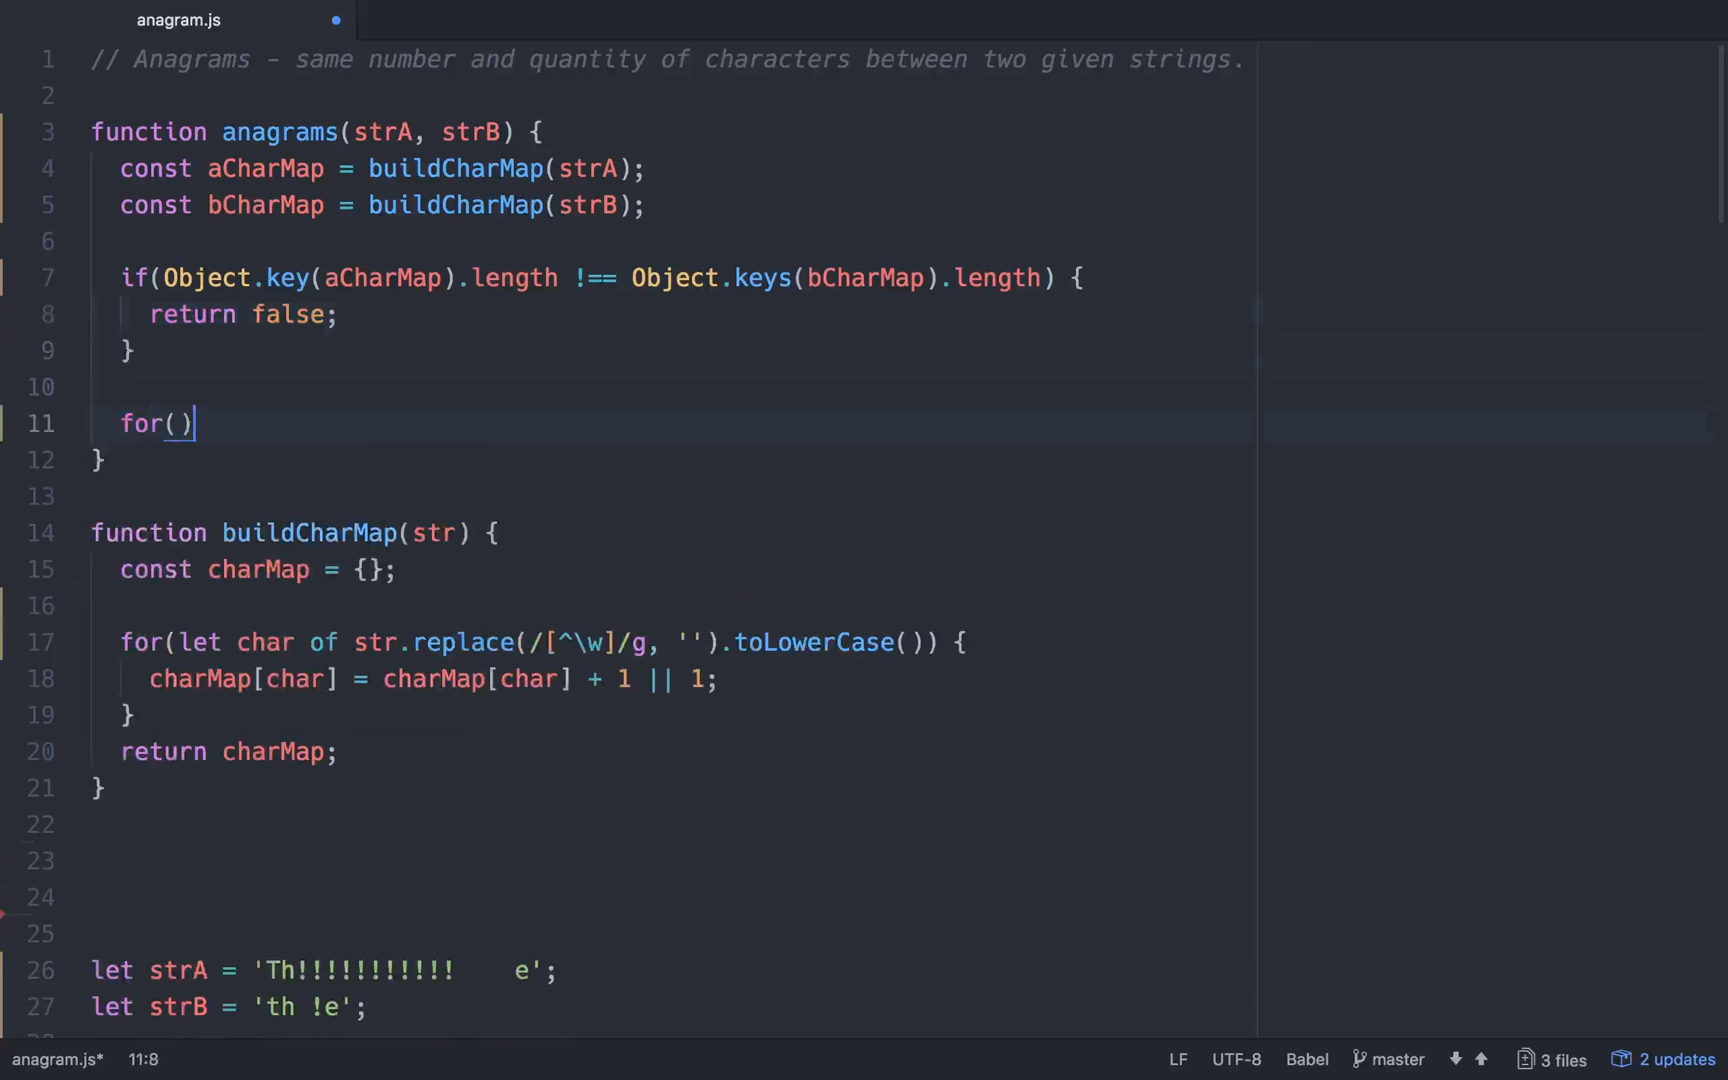 anagram.js
1 // Anagrams - same number and quantity of characters between two given strings.
2
3 function anagrams(strA, strB) {
4 const aCharMap = buildCharMap(strA);
5 const bCharMap = buildCharMap(strB);
6
7 if(Object.key(aCharMap).length !== Object.keys(bCharMap).length) {
8 return false;
9 }
10
11 for()
12 }
13
14 function buildCharMap(str) {
15 const charMap = {};
16
17 for(let char of str.replace(/[^\w]/g, '').toLowerCase()) {
18 charMap[char] = charMap[char] + 1 || 1;
19 }
20 return charMap;
21 }
22
23
24
25
26 let strA = 'Th!!!!!!!!!!!    e';
27 let strB = 'th !e';
anagram.js* 11:8 LF UTF-8 Babel master 3 files 2 updates